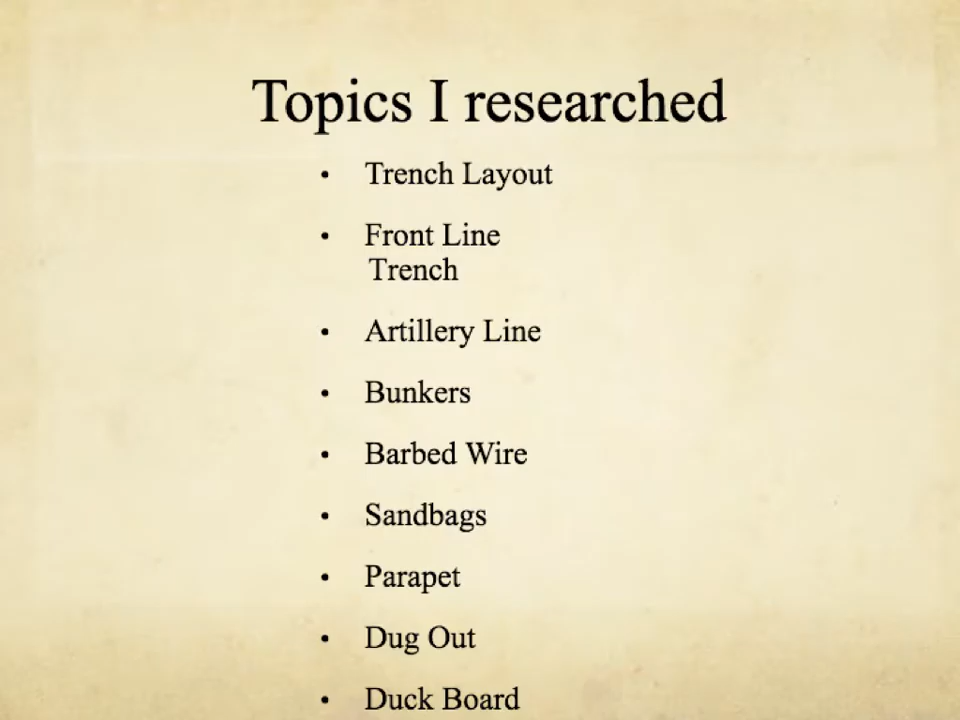 Topics I researched
• Trench Layout
• Front Line
Trench
• Artillery Line
• Bunkers
• Barbed Wire
• Sandbags
• Parapet
• Dug Out
• Duck Board